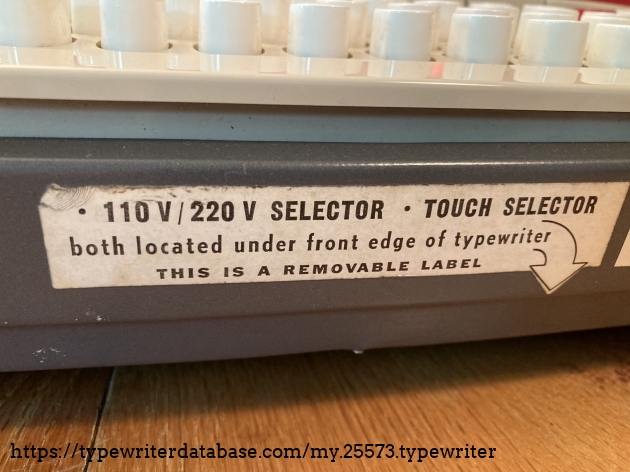 • 110 V/220 V SELECTOR • TOUCH SELECTOR
both located under front edge of typewriter
THIS IS A REMOVABLE LABEL
https://typewriterdatabase.com/my.25573.typewriter